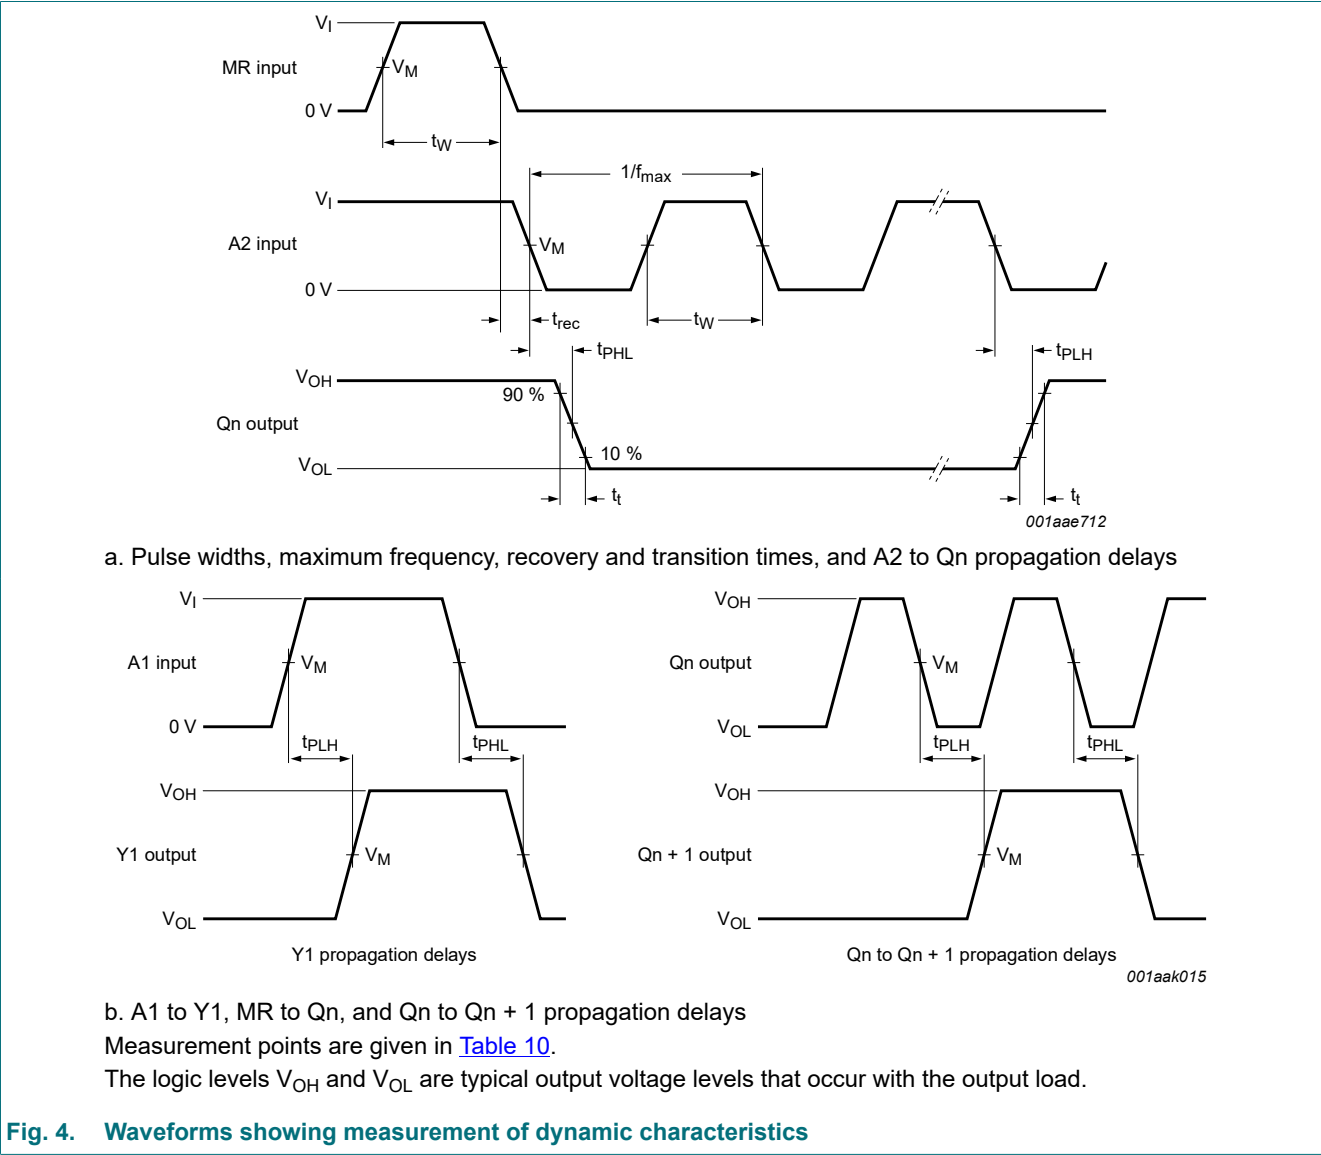 VI
MR input
VM
0 V
tW
1/fmax
VI
A2 input
VM
0 V
trec
tW
tPHL
tPLH
VOH
90 %
Qn output
10 %
VOL
tt
tt
001aae712
a. Pulse widths, maximum frequency, recovery and transition times, and A2 to Qn propagation delays
VI
A1 input
VM
0 V
tPLH
tPHL
VOH
Y1 output
VM
VOL
Y1 propagation delays
VOH
Qn output
VM
VOL
tPLH
tPHL
VOH
Qn + 1 output
VM
VOL
Qn to Qn + 1 propagation delays
001aak015
b. A1 to Y1, MR to Qn, and Qn to Qn + 1 propagation delays
Measurement points are given in Table 10.
The logic levels VOH and VOL are typical output voltage levels that occur with the output load.
Fig. 4. Waveforms showing measurement of dynamic characteristics